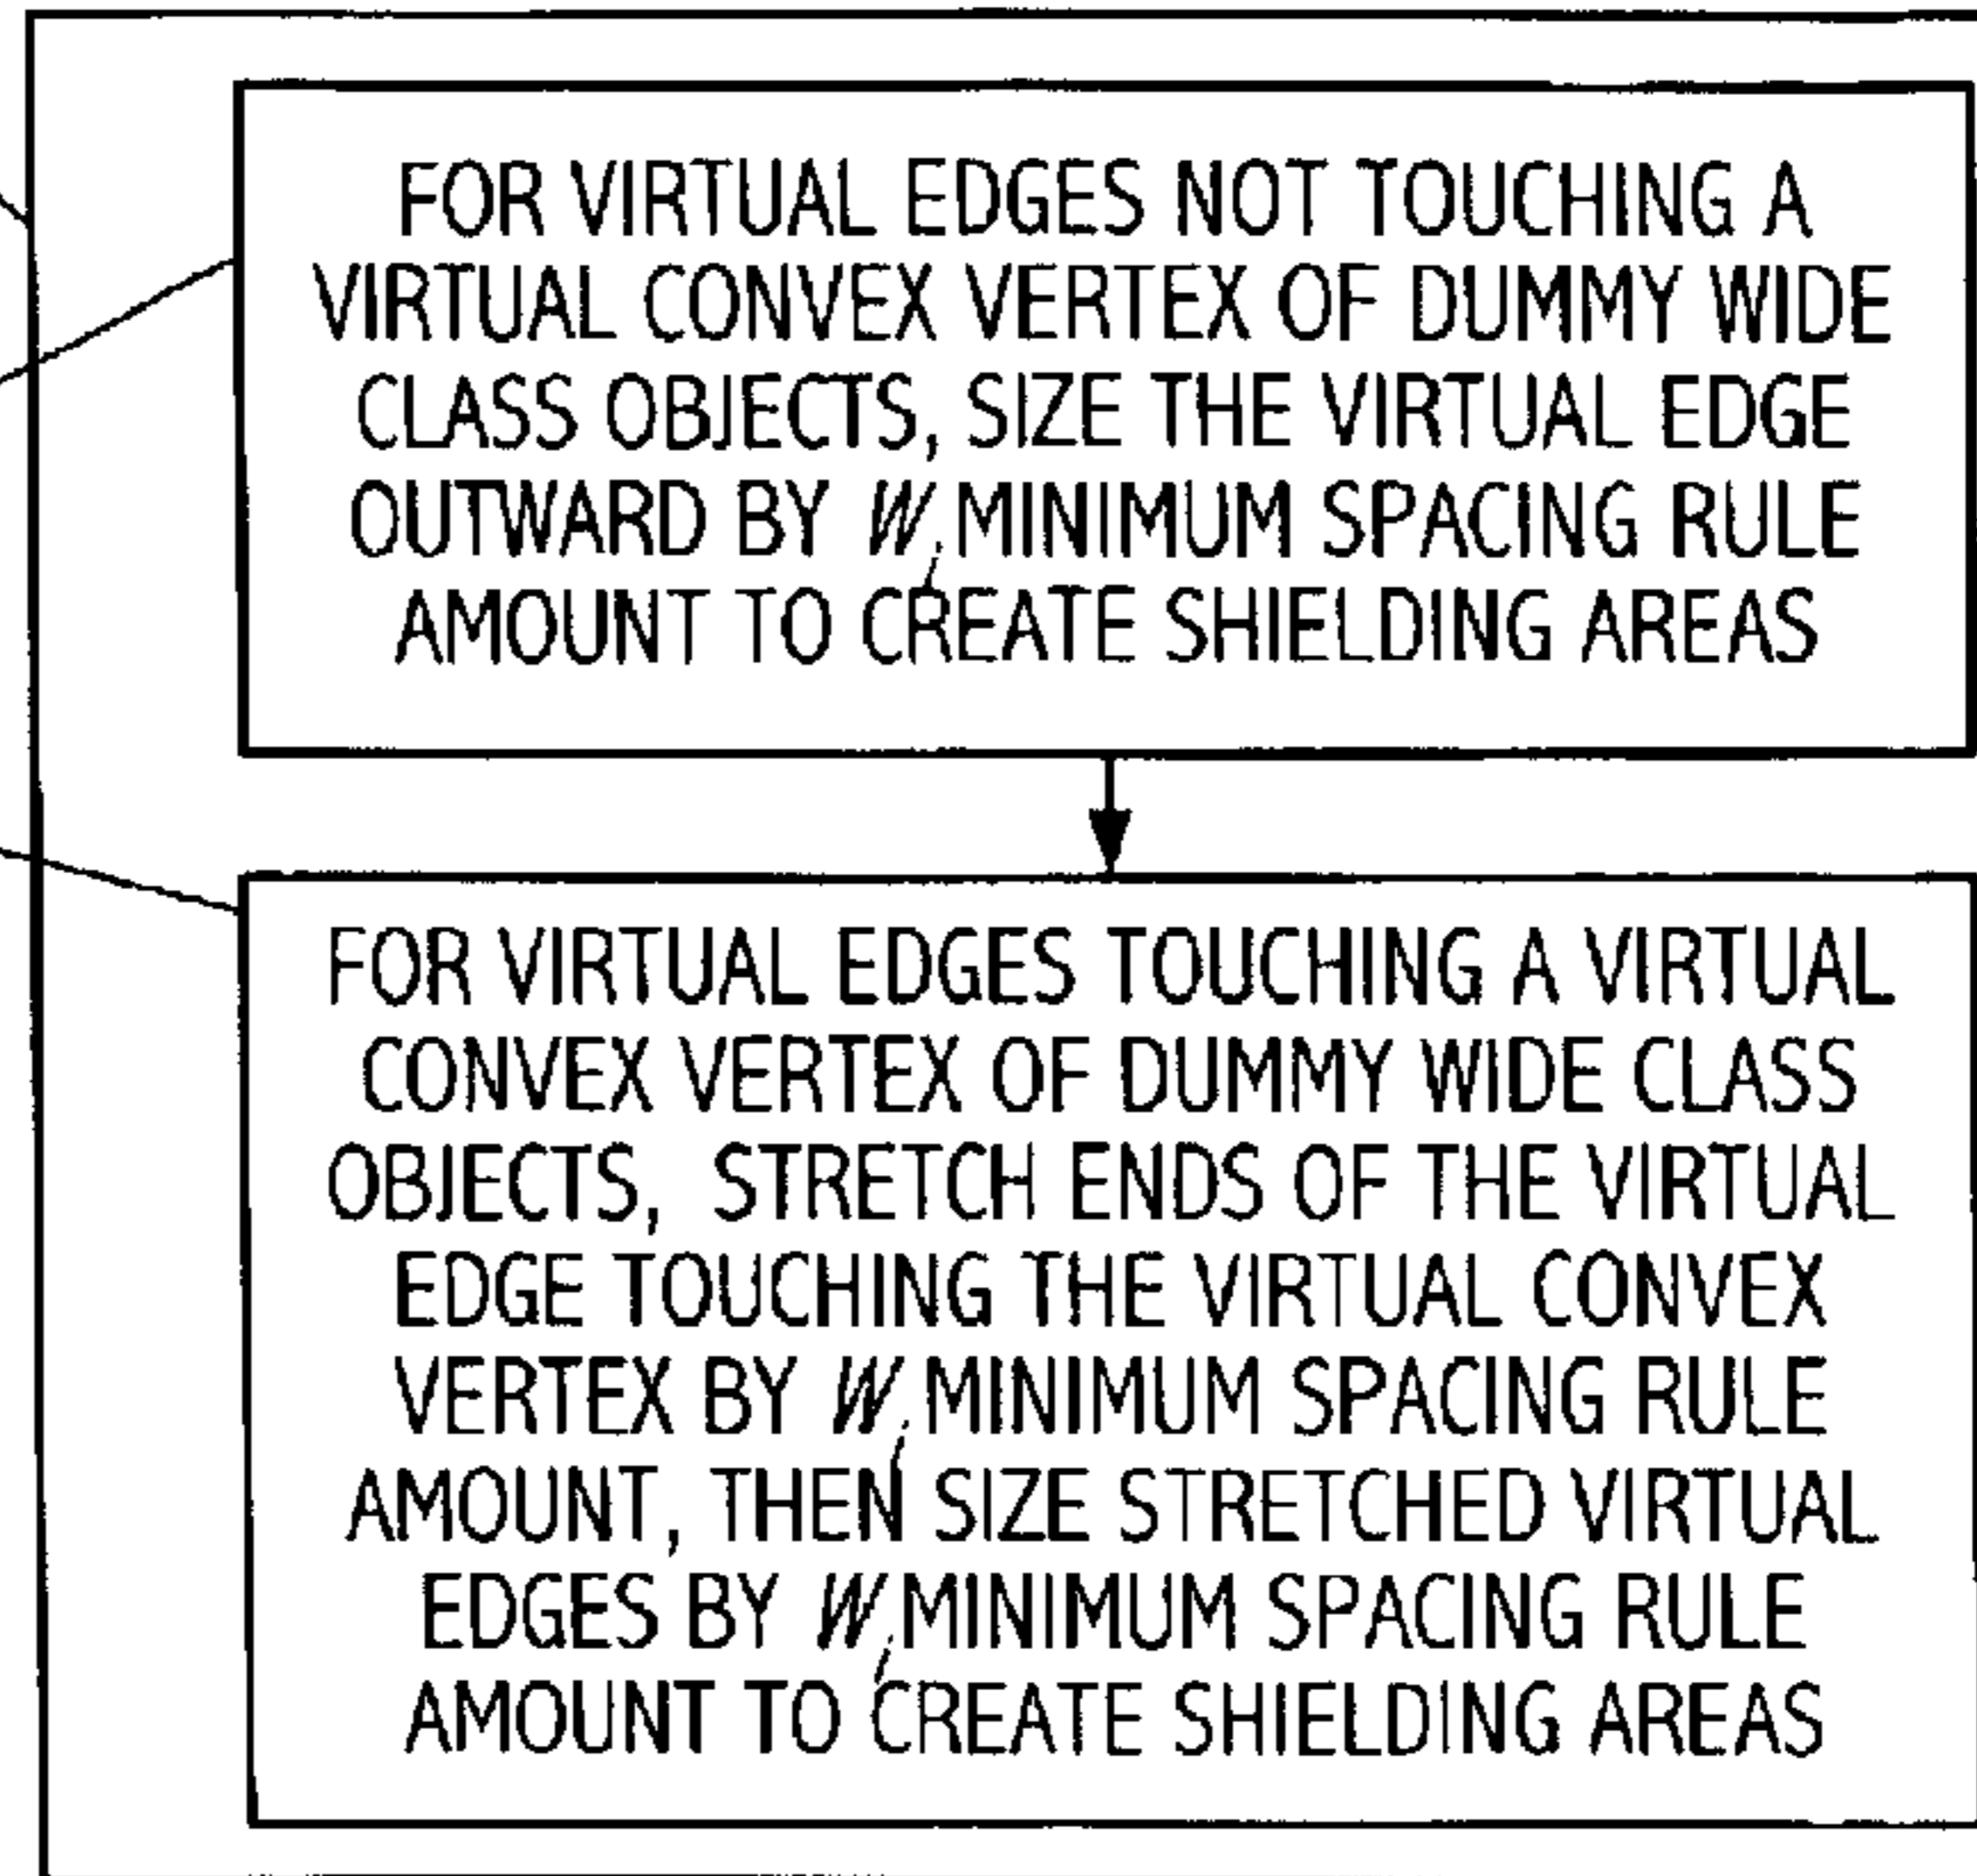 FOR VIRTUAL EDGES NOT TOUCHING A
VIRTUAL CONVEX VERTEX OF DUMMY WIDE
CLASS OBJECTS, SIZE THE VIRTUAL EDGE
OUTWARD BY Wi MINIMUM SPACING RULE
AMOUNT TO CREATE SHIELDING AREAS
FOR VIRTUAL EDGES TOUCHING A VIRTUAL
CONVEX VERTEX OF DUMMY WIDE CLASS
OBJECTS, STRETCH ENDS OF THE VIRTUAL
EDGE TOUCHING THE VIRTUAL CONVEX
VERTEX BY Wi MINIMUM SPACING RULE
AMOUNT, THEN SIZE STRETCHED VIRTUAL
EDGES BY Wi MINIMUM SPACING RULE
AMOUNT TO CREATE SHIELDING AREAS